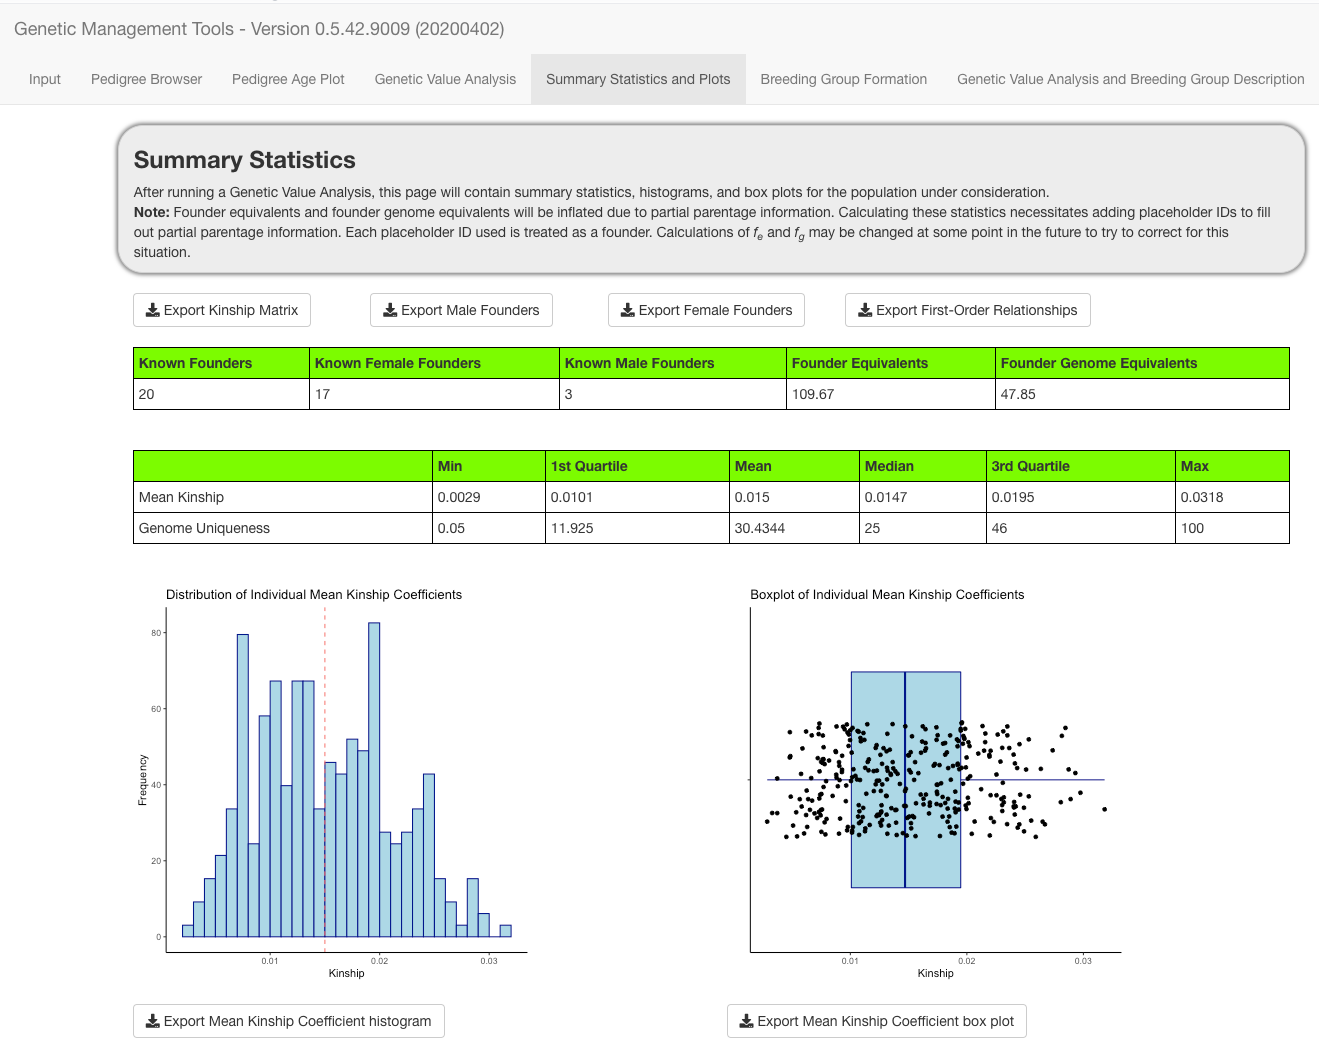 Genetic Management Tools - Version 0.5.42.9009 (20200402)
Input Pedigree Browser Pedigree Age Plot Genetic Value Analysis Summary Statistics and Plots Breeding Group Formation Genetic Value Analysis and Breeding Group Description
Summary Statistics
After running a Genetic Value Analysis, this page will contain summary statistics, histograms, and box plots for the population under consideration.
Note: Founder equivalents and founder genome equivalents will be inflated due to partial parentage information. Calculating these statistics necessitates adding placeholder IDs to fill
out partial parentage information. Each placeholder ID used is treated as a founder. Calculations of fe and fg may be changed at some point in the future to try to correct for this
situation.
Export Kinship Matrix Export Male Founders Export Female Founders Export First-Order Relationships
Known Founders Known Female Founders Known Male Founders Founder Equivalents Founder Genome Equivalents
20 17 3 109.67 47.85
Min 1st Quartile Mean Median 3rd Quartile Max
Mean Kinship 0.0029 0.0101 0.015 0.0147 0.0195 0.0318
Genome Uniqueness 0.05 11.925 30.4344 25 46 100
Distribution of Individual Mean Kinship Coefficients
80
60
40
20
0
Frequency
0.01 0.02 0.03
Kinship
Boxplot of Individual Mean Kinship Coefficients
0.01 0.02 0.03
Kinship
Export Mean Kinship Coefficient histogram Export Mean Kinship Coefficient box plot